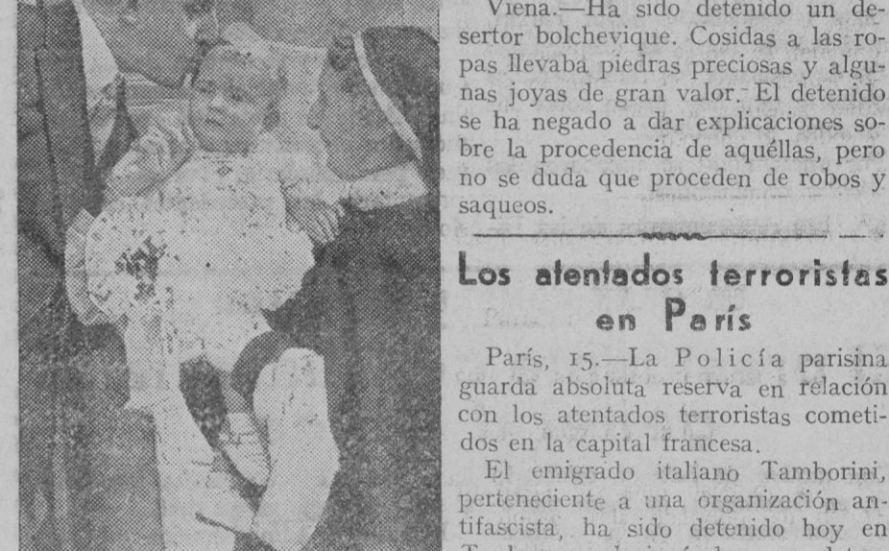 Viena.—Ha sido detenido un de-
sertor bolchevique. Cosidas a las ro-
pas llevaba piedras preciosas y algu-
nas joyas de gran valor. El detenido
se ha negado a dar explicaciones so-
bre la procedencia de aquéllas, pero
no se duda que proceden de robos y
saqueos.
Los atentados terroristas
en París
París, 15.—La Policía parisina
guarda absoluta reserva en relación
con los atentados terroristas cometi-
dos en la capital francesa.
El emigrado italiano Tamborini,
perteneciente a una organización an-
tifascista, ha sido detenido hoy en